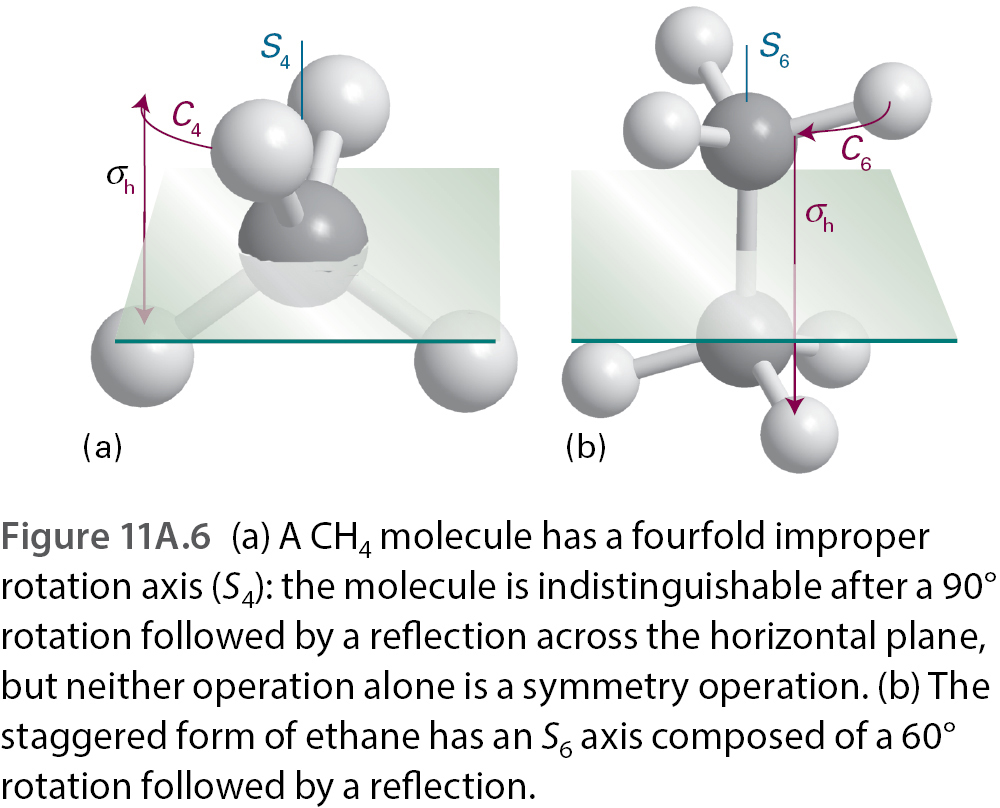 S₄
C₄
σₕ
(a)
S₆
C₆
σₕ
(b)
Figure 11A.6 (a) A CH₄ molecule has a fourfold improper
rotation axis (S₄): the molecule is indistinguishable after a 90°
rotation followed by a reflection across the horizontal plane,
but neither operation alone is a symmetry operation. (b) The
staggered form of ethane has an S₆ axis composed of a 60°
rotation followed by a reflection.